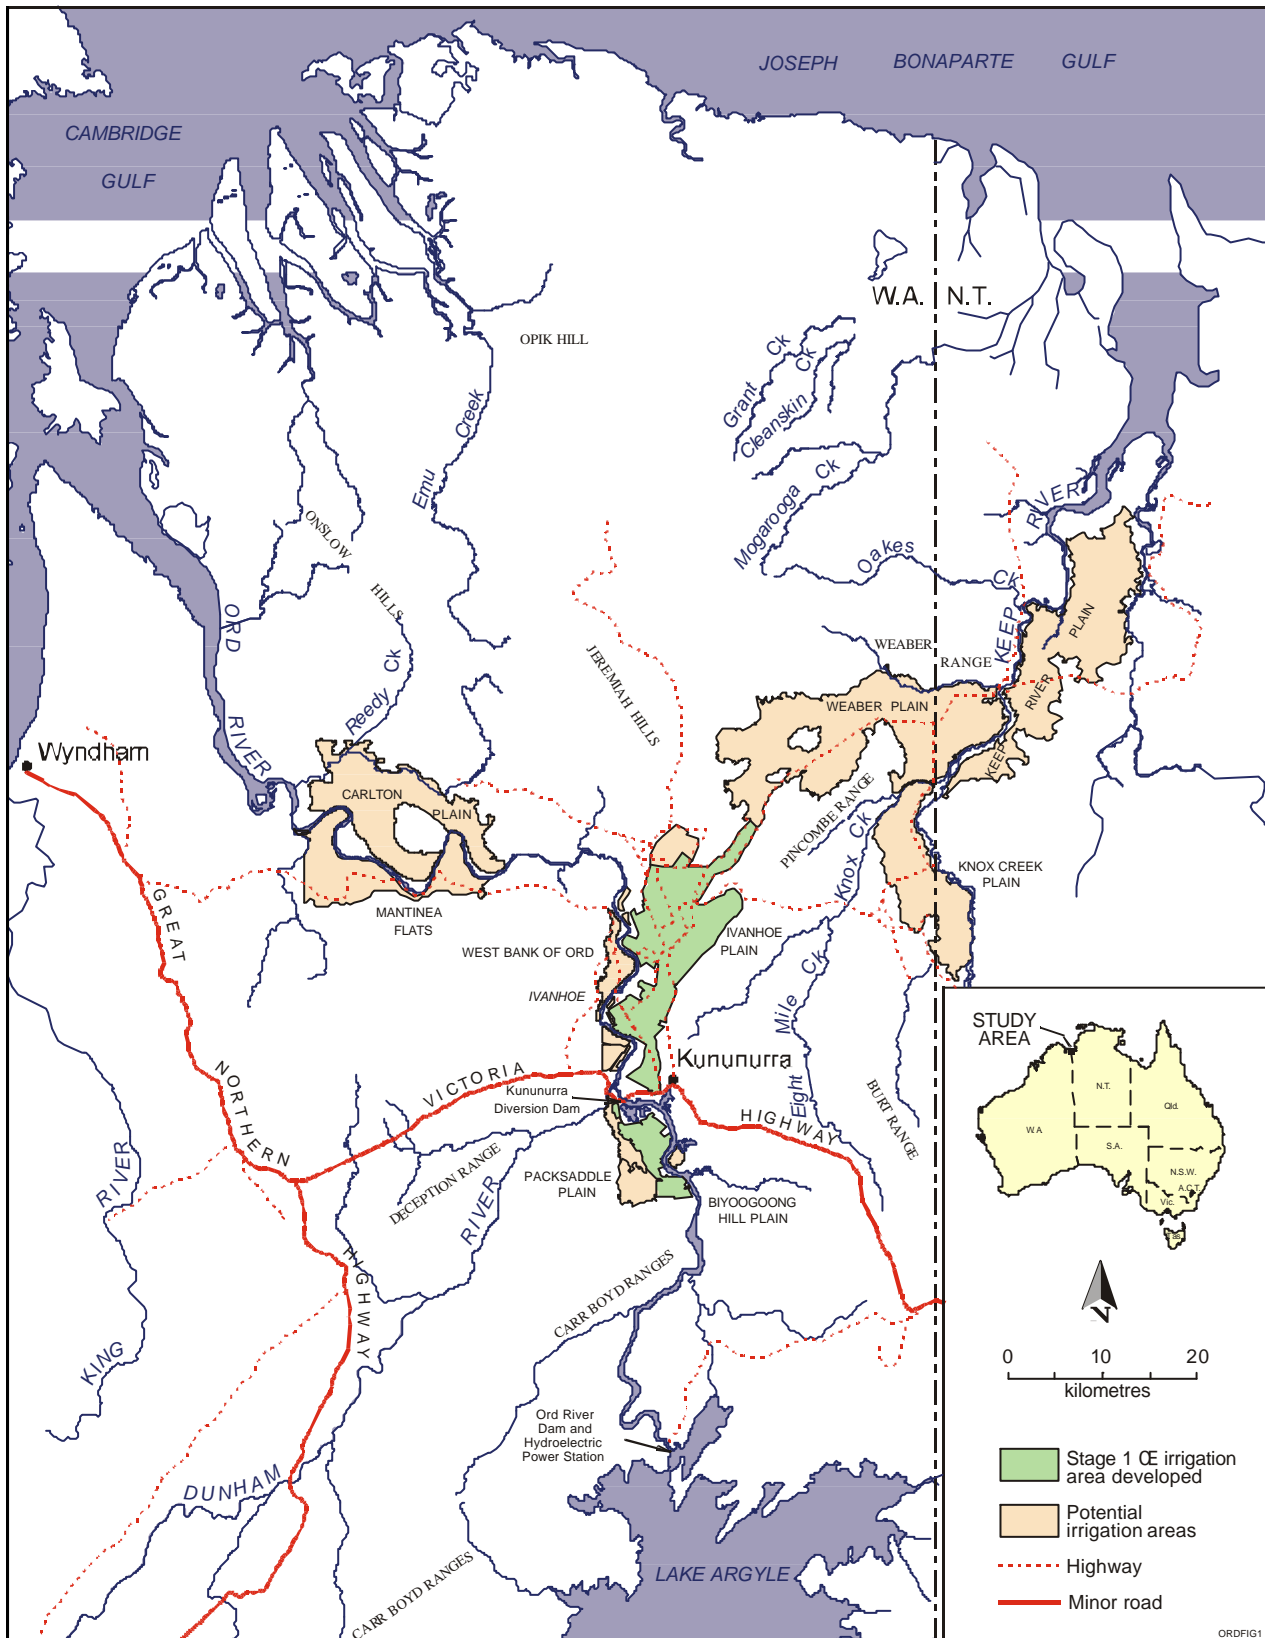 JOSEPH BONAPARTE GULF
CAMBRIDGE
GULF
W.A. N.T.
OPIK HILL
Grant Ck
Cleanskin Ck
Emu Creek
Mogarooga Ck
RIVER
ONSLOW
HILLS
Oakes Ck
KEEP
ORD
RIVER
PLAIN
WEABER
RANGE
JEREMIAH HILLS
Reedy Ck
RIVER
WEABER PLAIN
KEEP
Wyndham
CARLTON
PLAIN
PINCOMBE RANGE
Knox Ck
KNOX CREEK
PLAIN
MANTINEA
FLATS
GREAT
NORTHERN
HIGHWAY
IVANHOE
PLAIN
WEST BANK OF ORD
IVANHOE
Eight Mile Ck
Kununurra
VICTORIA
HIGHWAY
Kununurra
Diversion Dam
BURT RANGE
DECEPTION RANGE
RIVER
PACKSADDLE
PLAIN
BIYOOGOONG
HILL PLAIN
RIVER
KING
CARR BOYD RANGES
Ord River
Dam and
Hydroelectric
Power Station
DUNHAM
CARR BOYD RANGES
LAKE ARGYLE
STUDY
AREA
N.T.
Qld.
W.A.
S.A.
N.S.W.
A.C.T.
Vic.
Tas.
N
0 10 20
kilometres
Stage 1 Œ irrigation
area developed
Potential
irrigation areas
Highway
Minor road
ORDFIG1